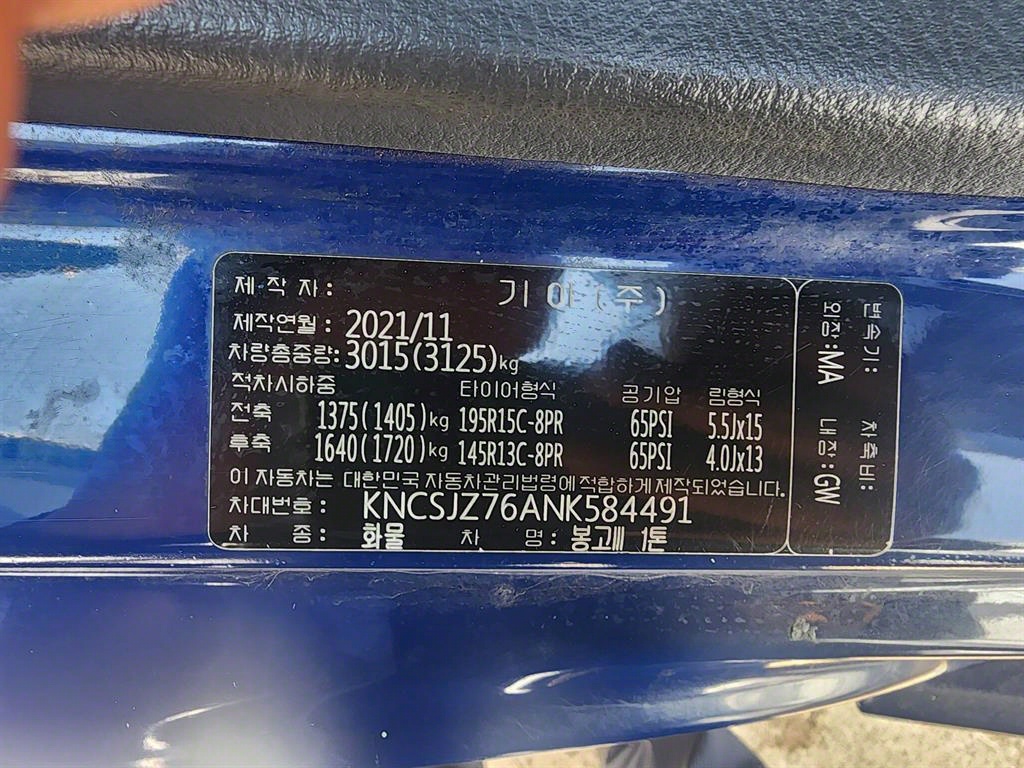 제 작 자 : 기 아 ( 주 )
제작연월 : 2021/11
차량총중량: 3015(3125)kg
적차시하중 타이어형식 공기압 림형식
전축 1375(1405)kg 195R15C-8PR 65PSI 5.5Jx15
후축 1640(1720)kg 145R13C-8PR 65PSI 4.0Jx13
이 자동차는 대한민국 자동차관리법령에 적합하게 제작되었습니다.
차대번호: KNCSJZ76ANK584491
차 종: 화물 차 명: 봉고Ⅲ 1톤
변속기: 차축비:
외장: MA 내장: GW